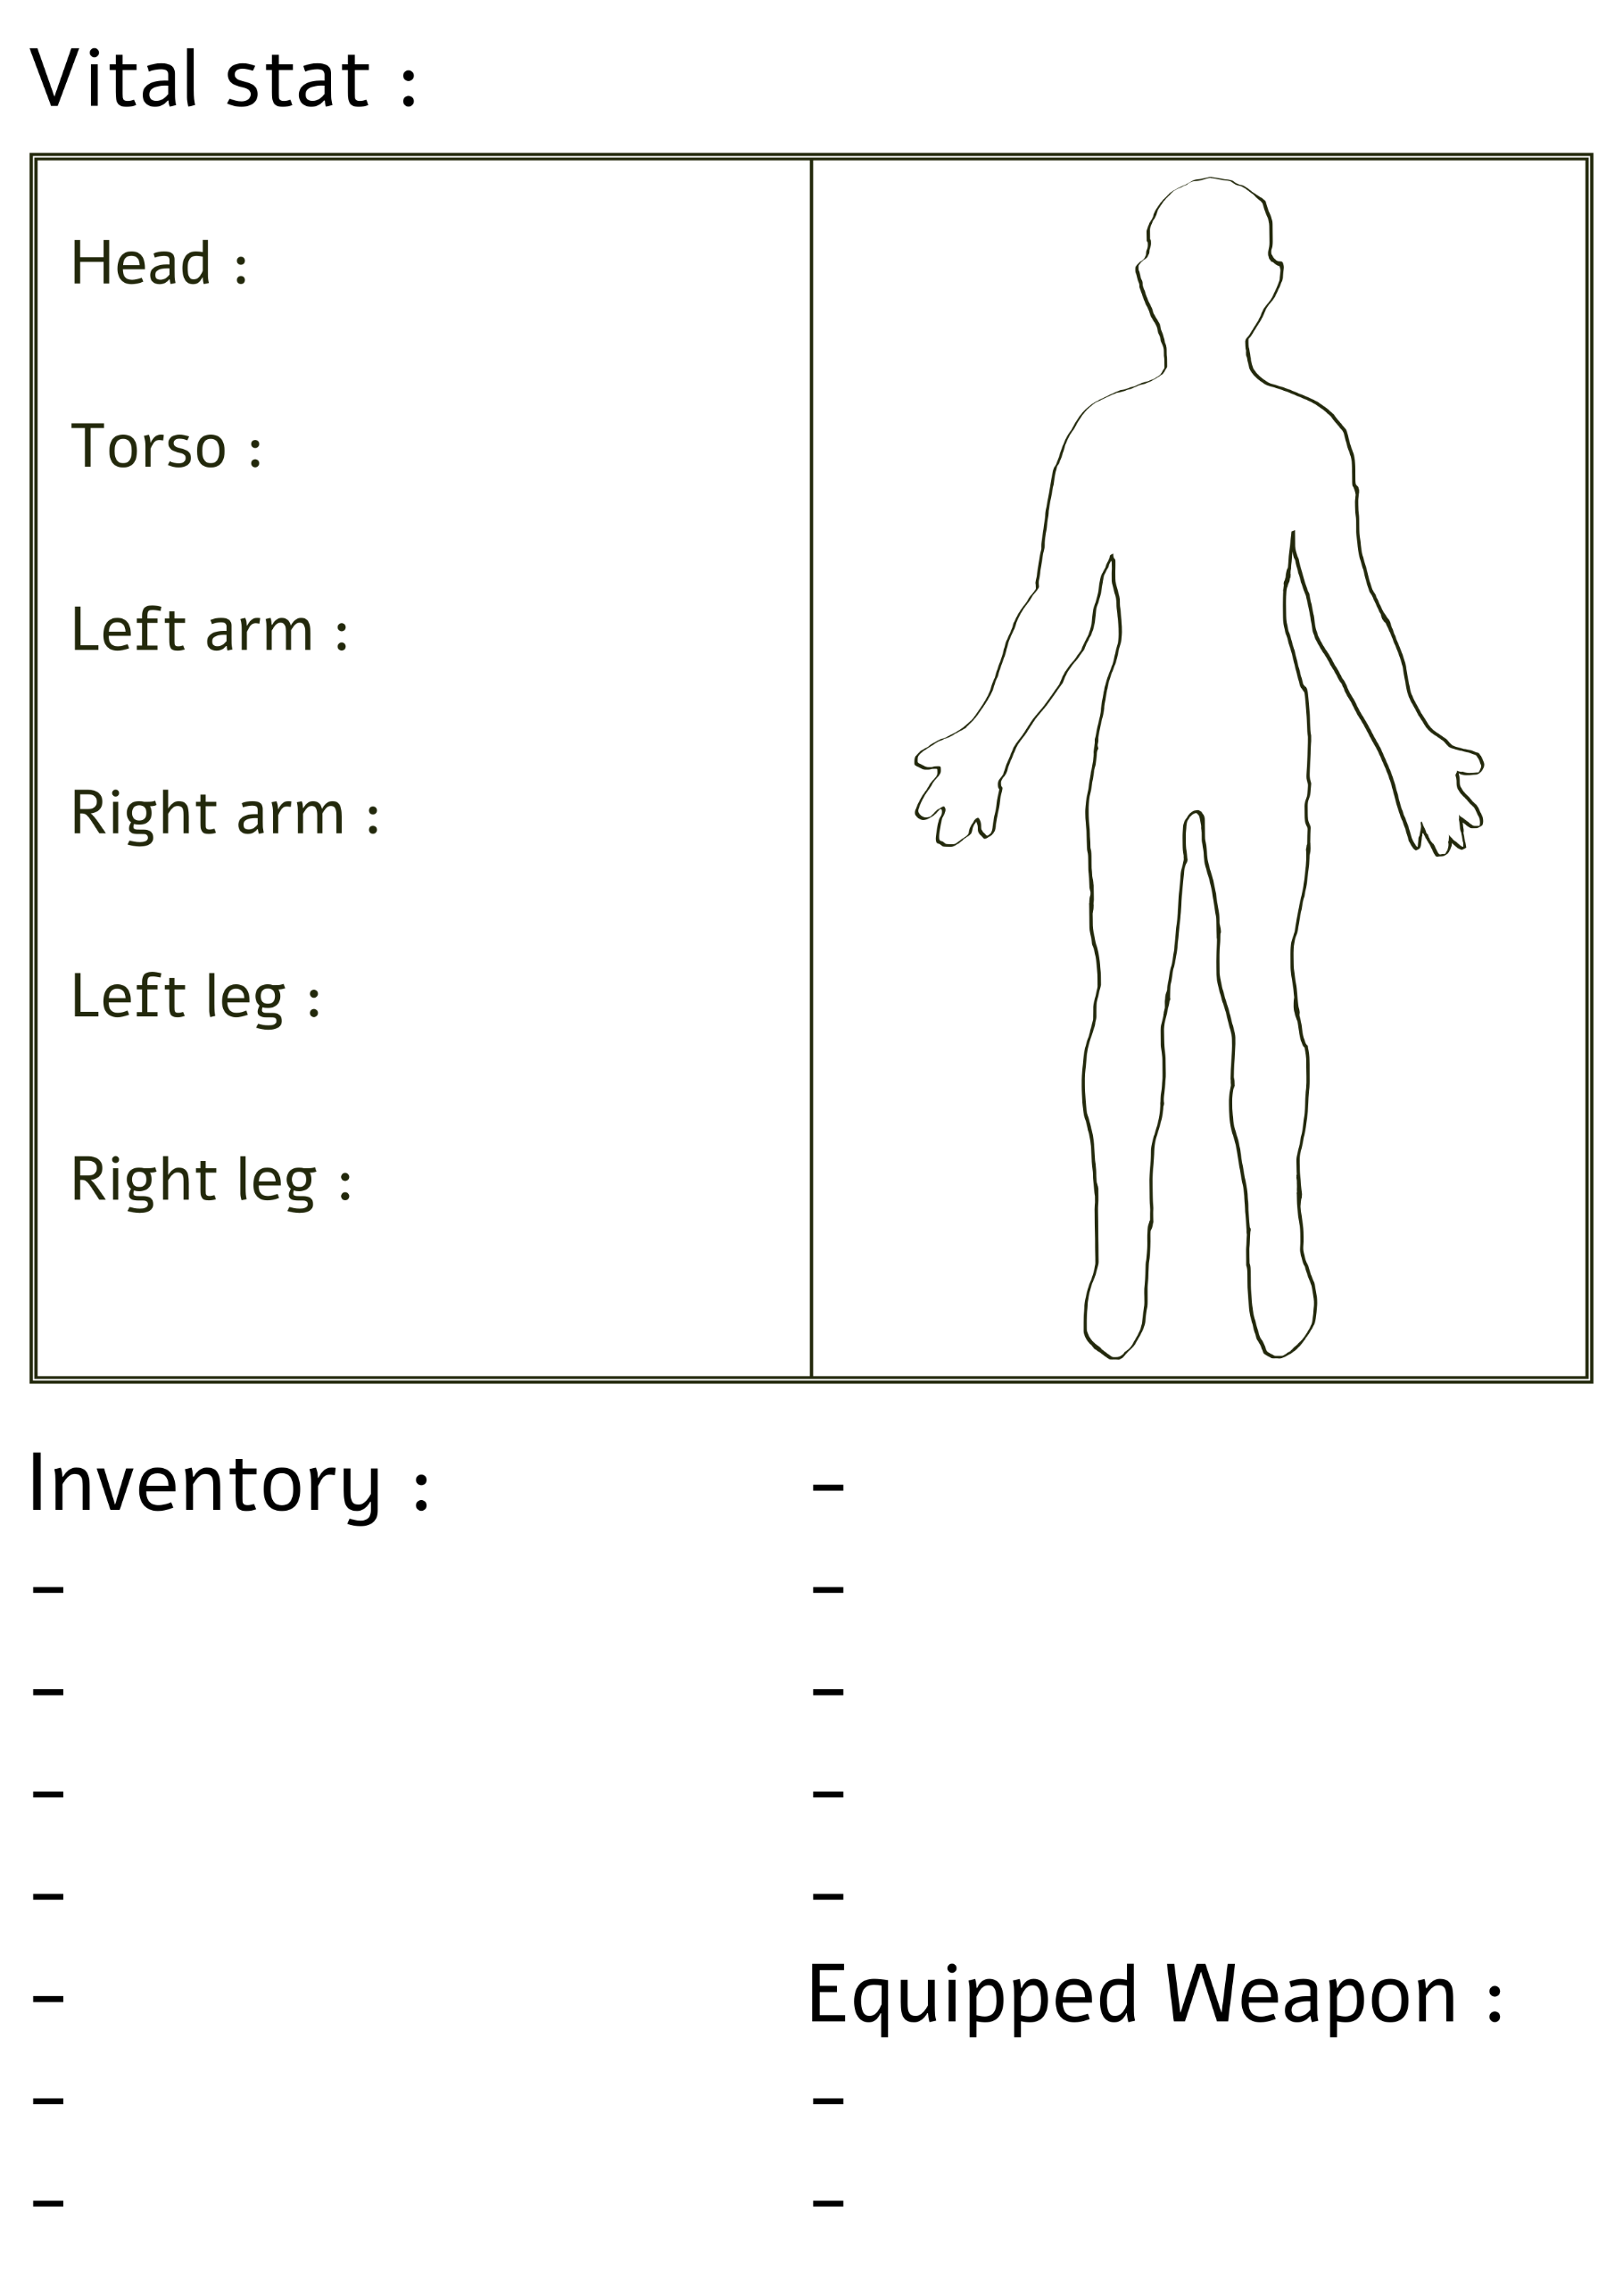 Vital stat :
Head :
Torso :
Left arm :
Right arm :
Left leg :
Right leg :
Inventory :
-
-
-
-
-
-
-
-
-
-
-
-
Equipped Weapon :
-
-